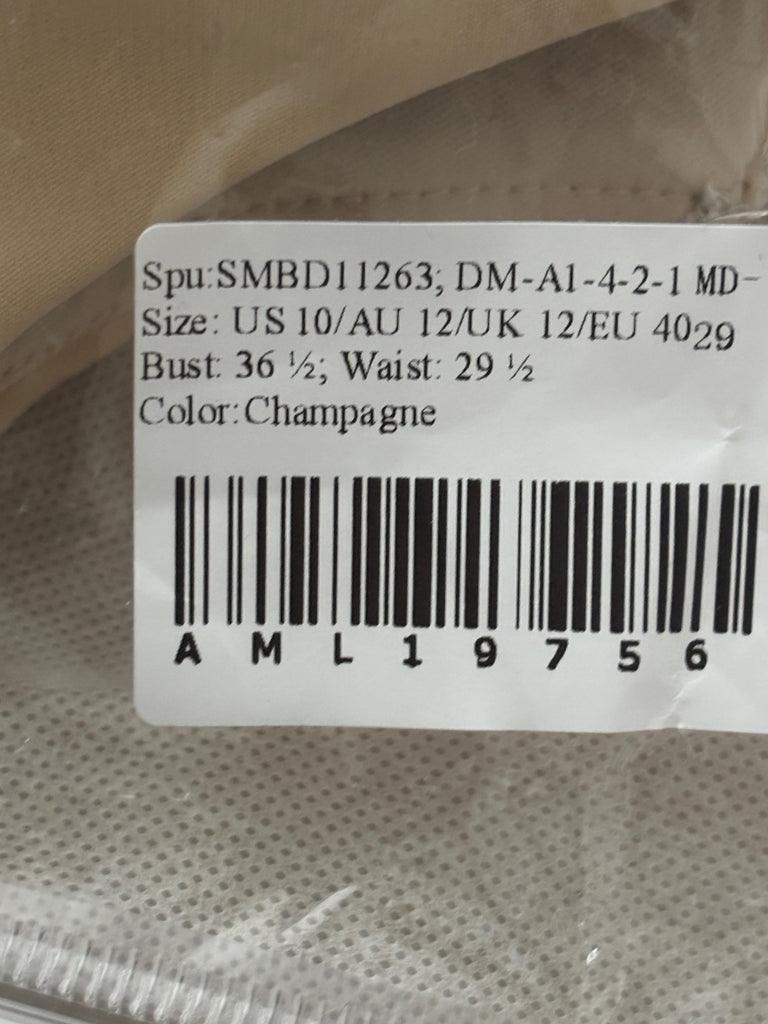 Spu:SMBD11263; DM-A1-4-2-1 MD-
Size: US 10/AU 12/UK 12/EU 4029
Bust: 36 ½; Waist: 29 ½
Color:Champagne
AML19756